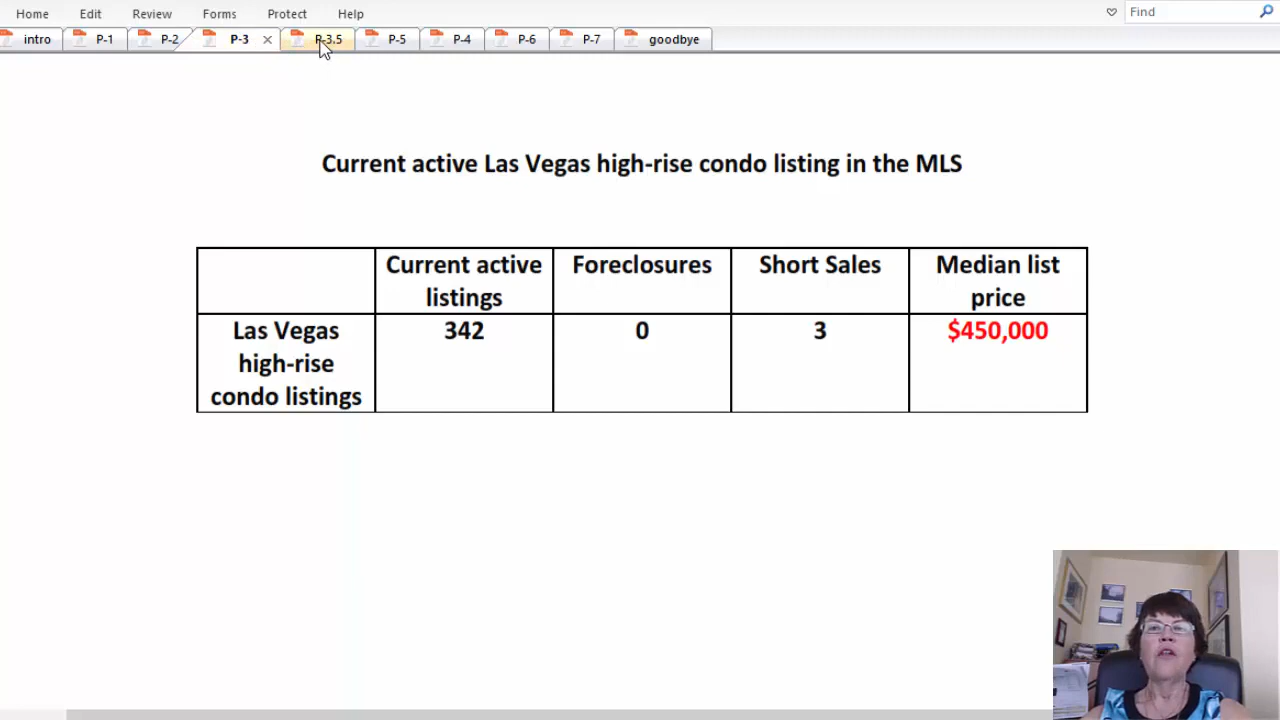 Home Edit Review Forms Protect Help Find
intro P-1 P-2 P-3 P-3.5 P-5 P-4 P-6 P-7 goodbye
Current active Las Vegas high-rise condo listing in the MLS
Current active
listings
Foreclosures
Short Sales
Median list
price
Las Vegas
high-rise
condo listings
342
0
3
$450,000